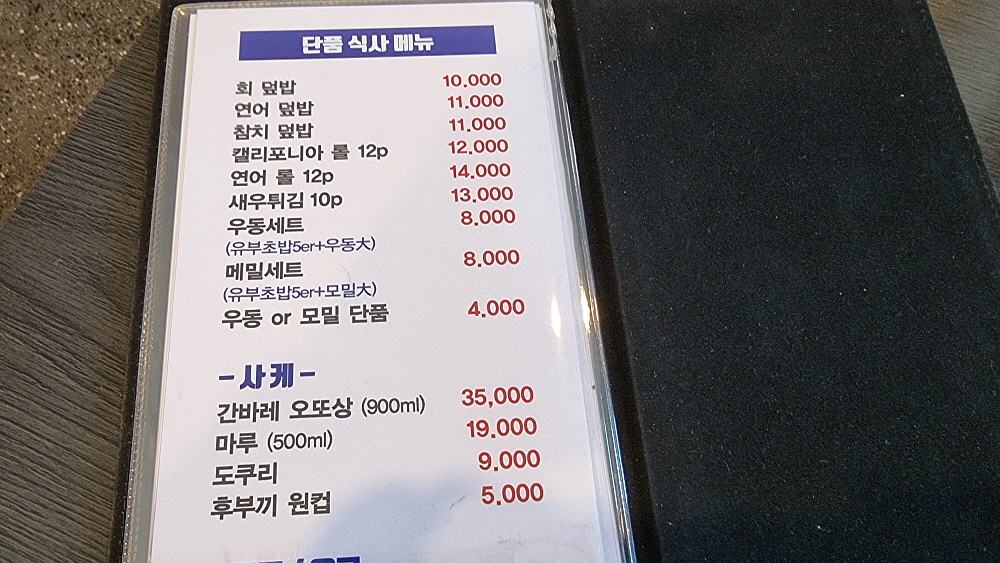 단품 식사 메뉴
회 덮밥 10.000
연어 덮밥 11.000
참치 덮밥 11.000
캘리포니아 롤 12p 12.000
연어 롤 12p 14.000
새우튀김 10p 13.000
우동세트 8.000
(유부초밥5er+우동大)
메밀세트 8.000
(유부초밥5er+모밀大)
우동 or 모밀 단품 4.000
-사케-
간바레 오또상 (900ml) 35,000
마루 (500ml) 19.000
도쿠리 9.000
후부끼 원컵 5.000